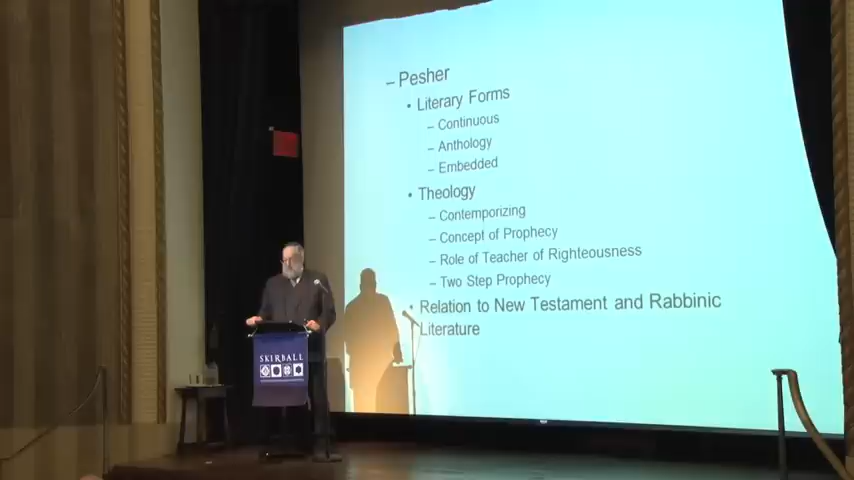 – Pesher
• Literary Forms
– Continuous
– Anthology
– Embedded
• Theology
– Contemporizing
– Concept of Prophecy
– Role of Teacher of Righteousness
– Two Step Prophecy
• Relation to New Testament and Rabbinic
Literature
SKIRBALL